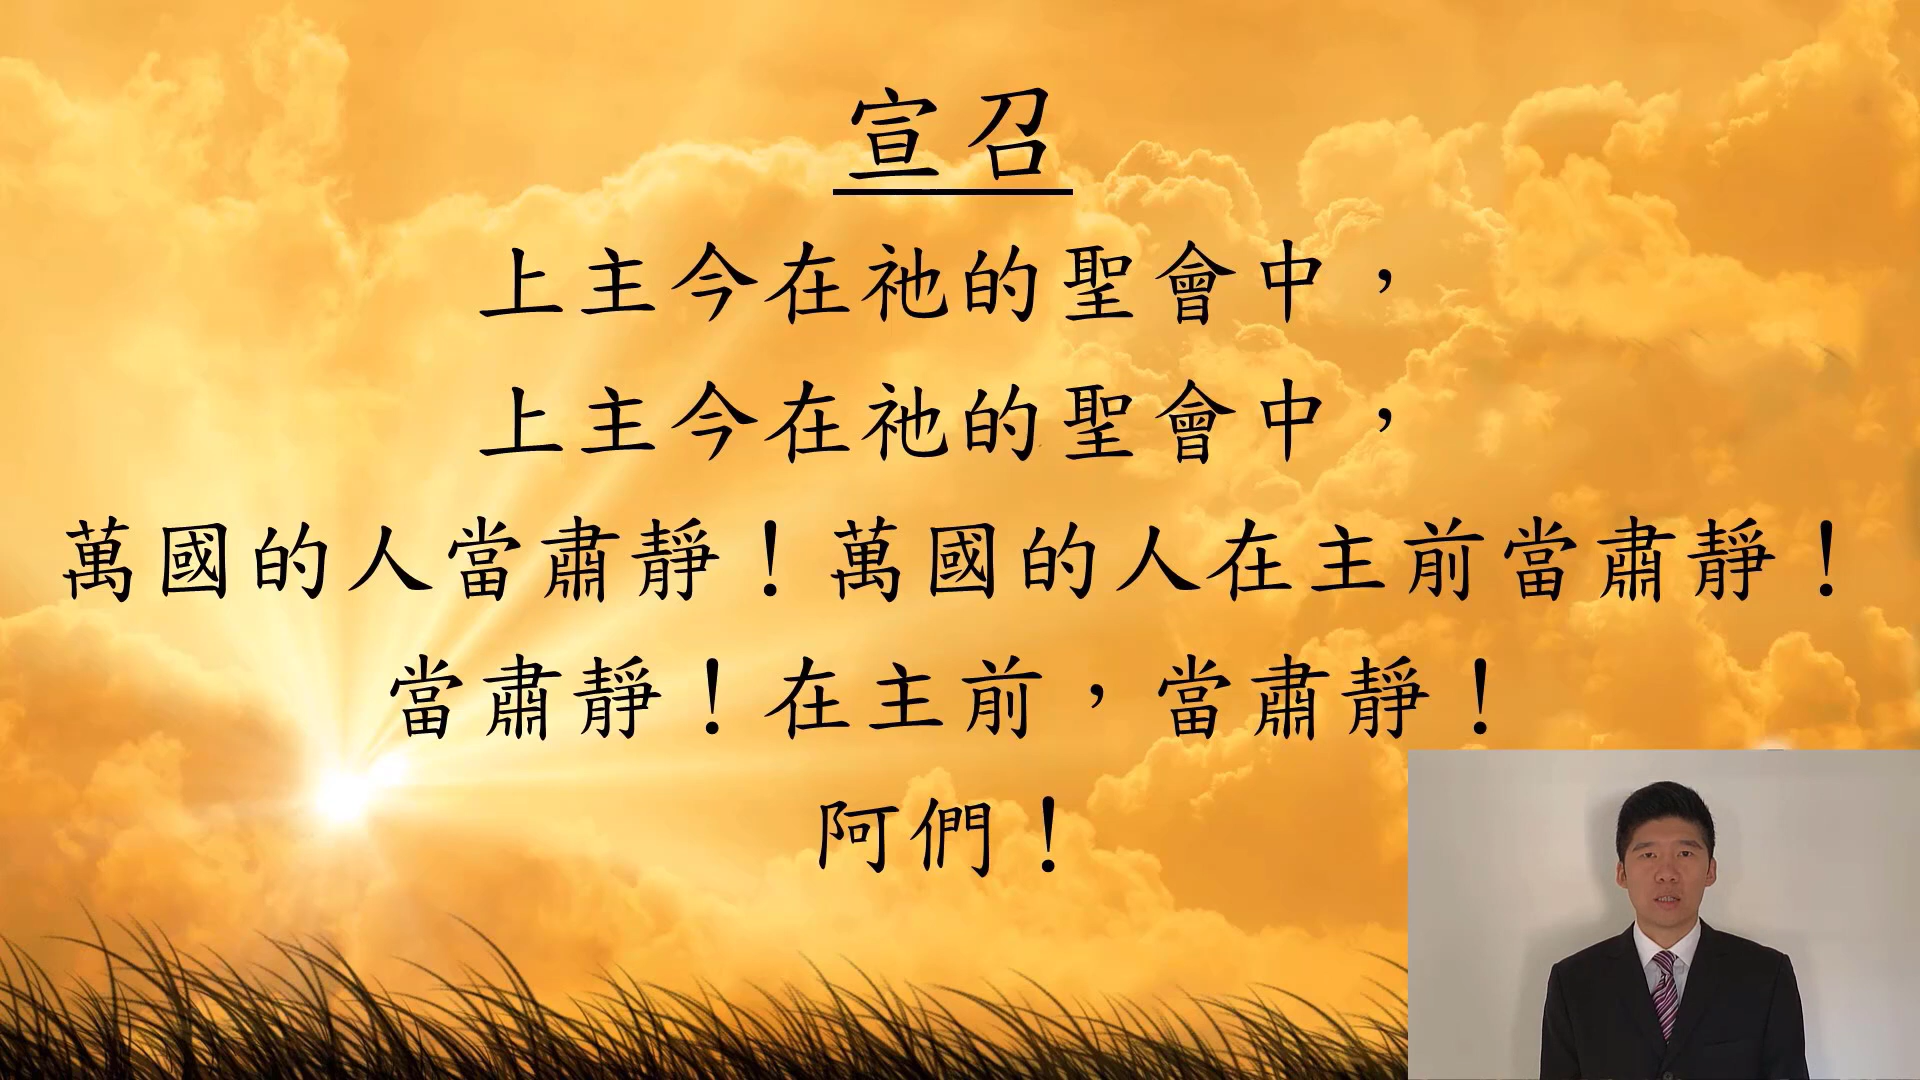 宣召
上主今在祂的聖會中，
上主今在祂的聖會中，
萬國的人當肅靜！萬國的人在主前當肅靜！
當肅靜！在主前，當肅靜！
阿們！